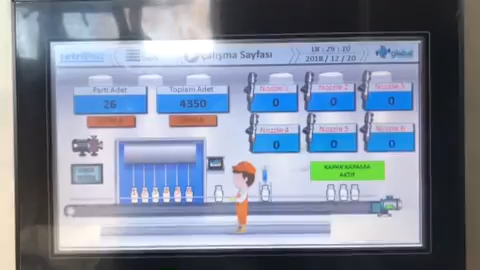 Çalışma Sayfası
18 : 29 : 10
2018 / 12 / 20
global
Parti Adet
26
Toplam Adet
4350
Nozzle 1
0
Nozzle 2
0
Nozzle 3
0
Nozzle 4
0
Nozzle 5
0
Nozzle 6
0
KAPAK KAPAMA
AKTİF